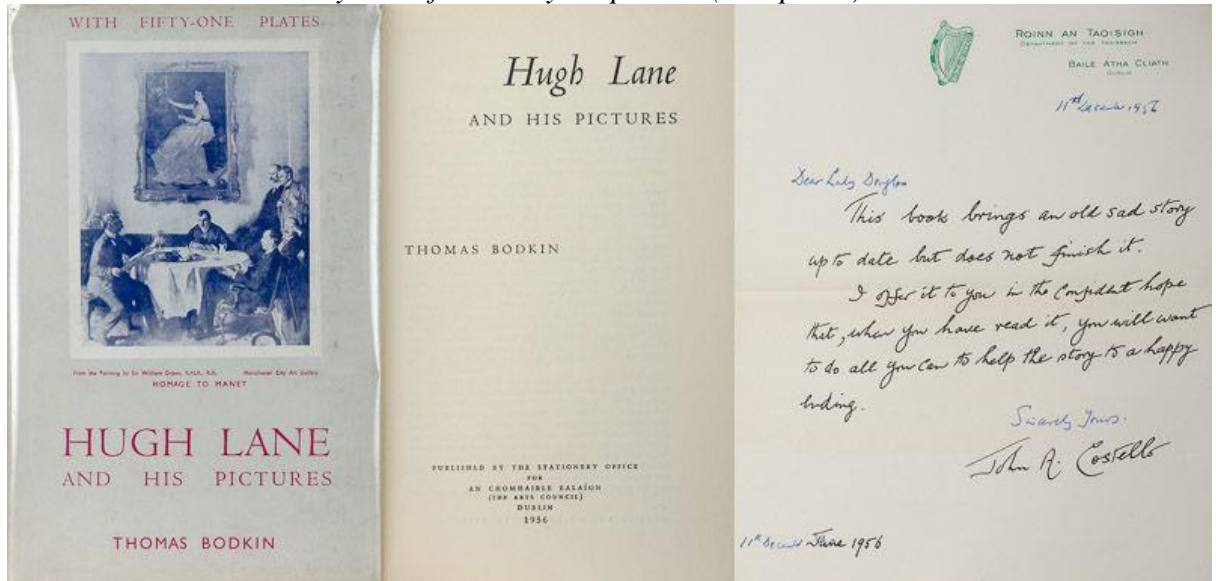 WITH FIFTY-ONE PLATES
From the Painting by Sir William Orpen, R.A. Manchester City Art Gallery
HOMAGE TO MANET
HUGH LANE
AND HIS PICTURES
THOMAS BODKIN
Hugh Lane
AND HIS PICTURES
THOMAS BODKIN
PUBLISHED BY THE STATIONERY OFFICE
FOR
AN CHOMHAIRLE EALAÍON
(THE ARTS COUNCIL)
DUBLIN
1956
ROINN AN TAOISIGH
DEPARTMENT OF THE TAOISEACH
BAILE ÁTHA CLIATH
DUBLIN
11th December 1956
Dear Lady Douglas
This book brings an old sad story
up to date but does not finish it.
I offer it to you in the confident hope
that, when you have read it, you will want
to do all you can to help the story to a happy
ending.
Sincerely Yours.
John A. Costello
11th June 1956